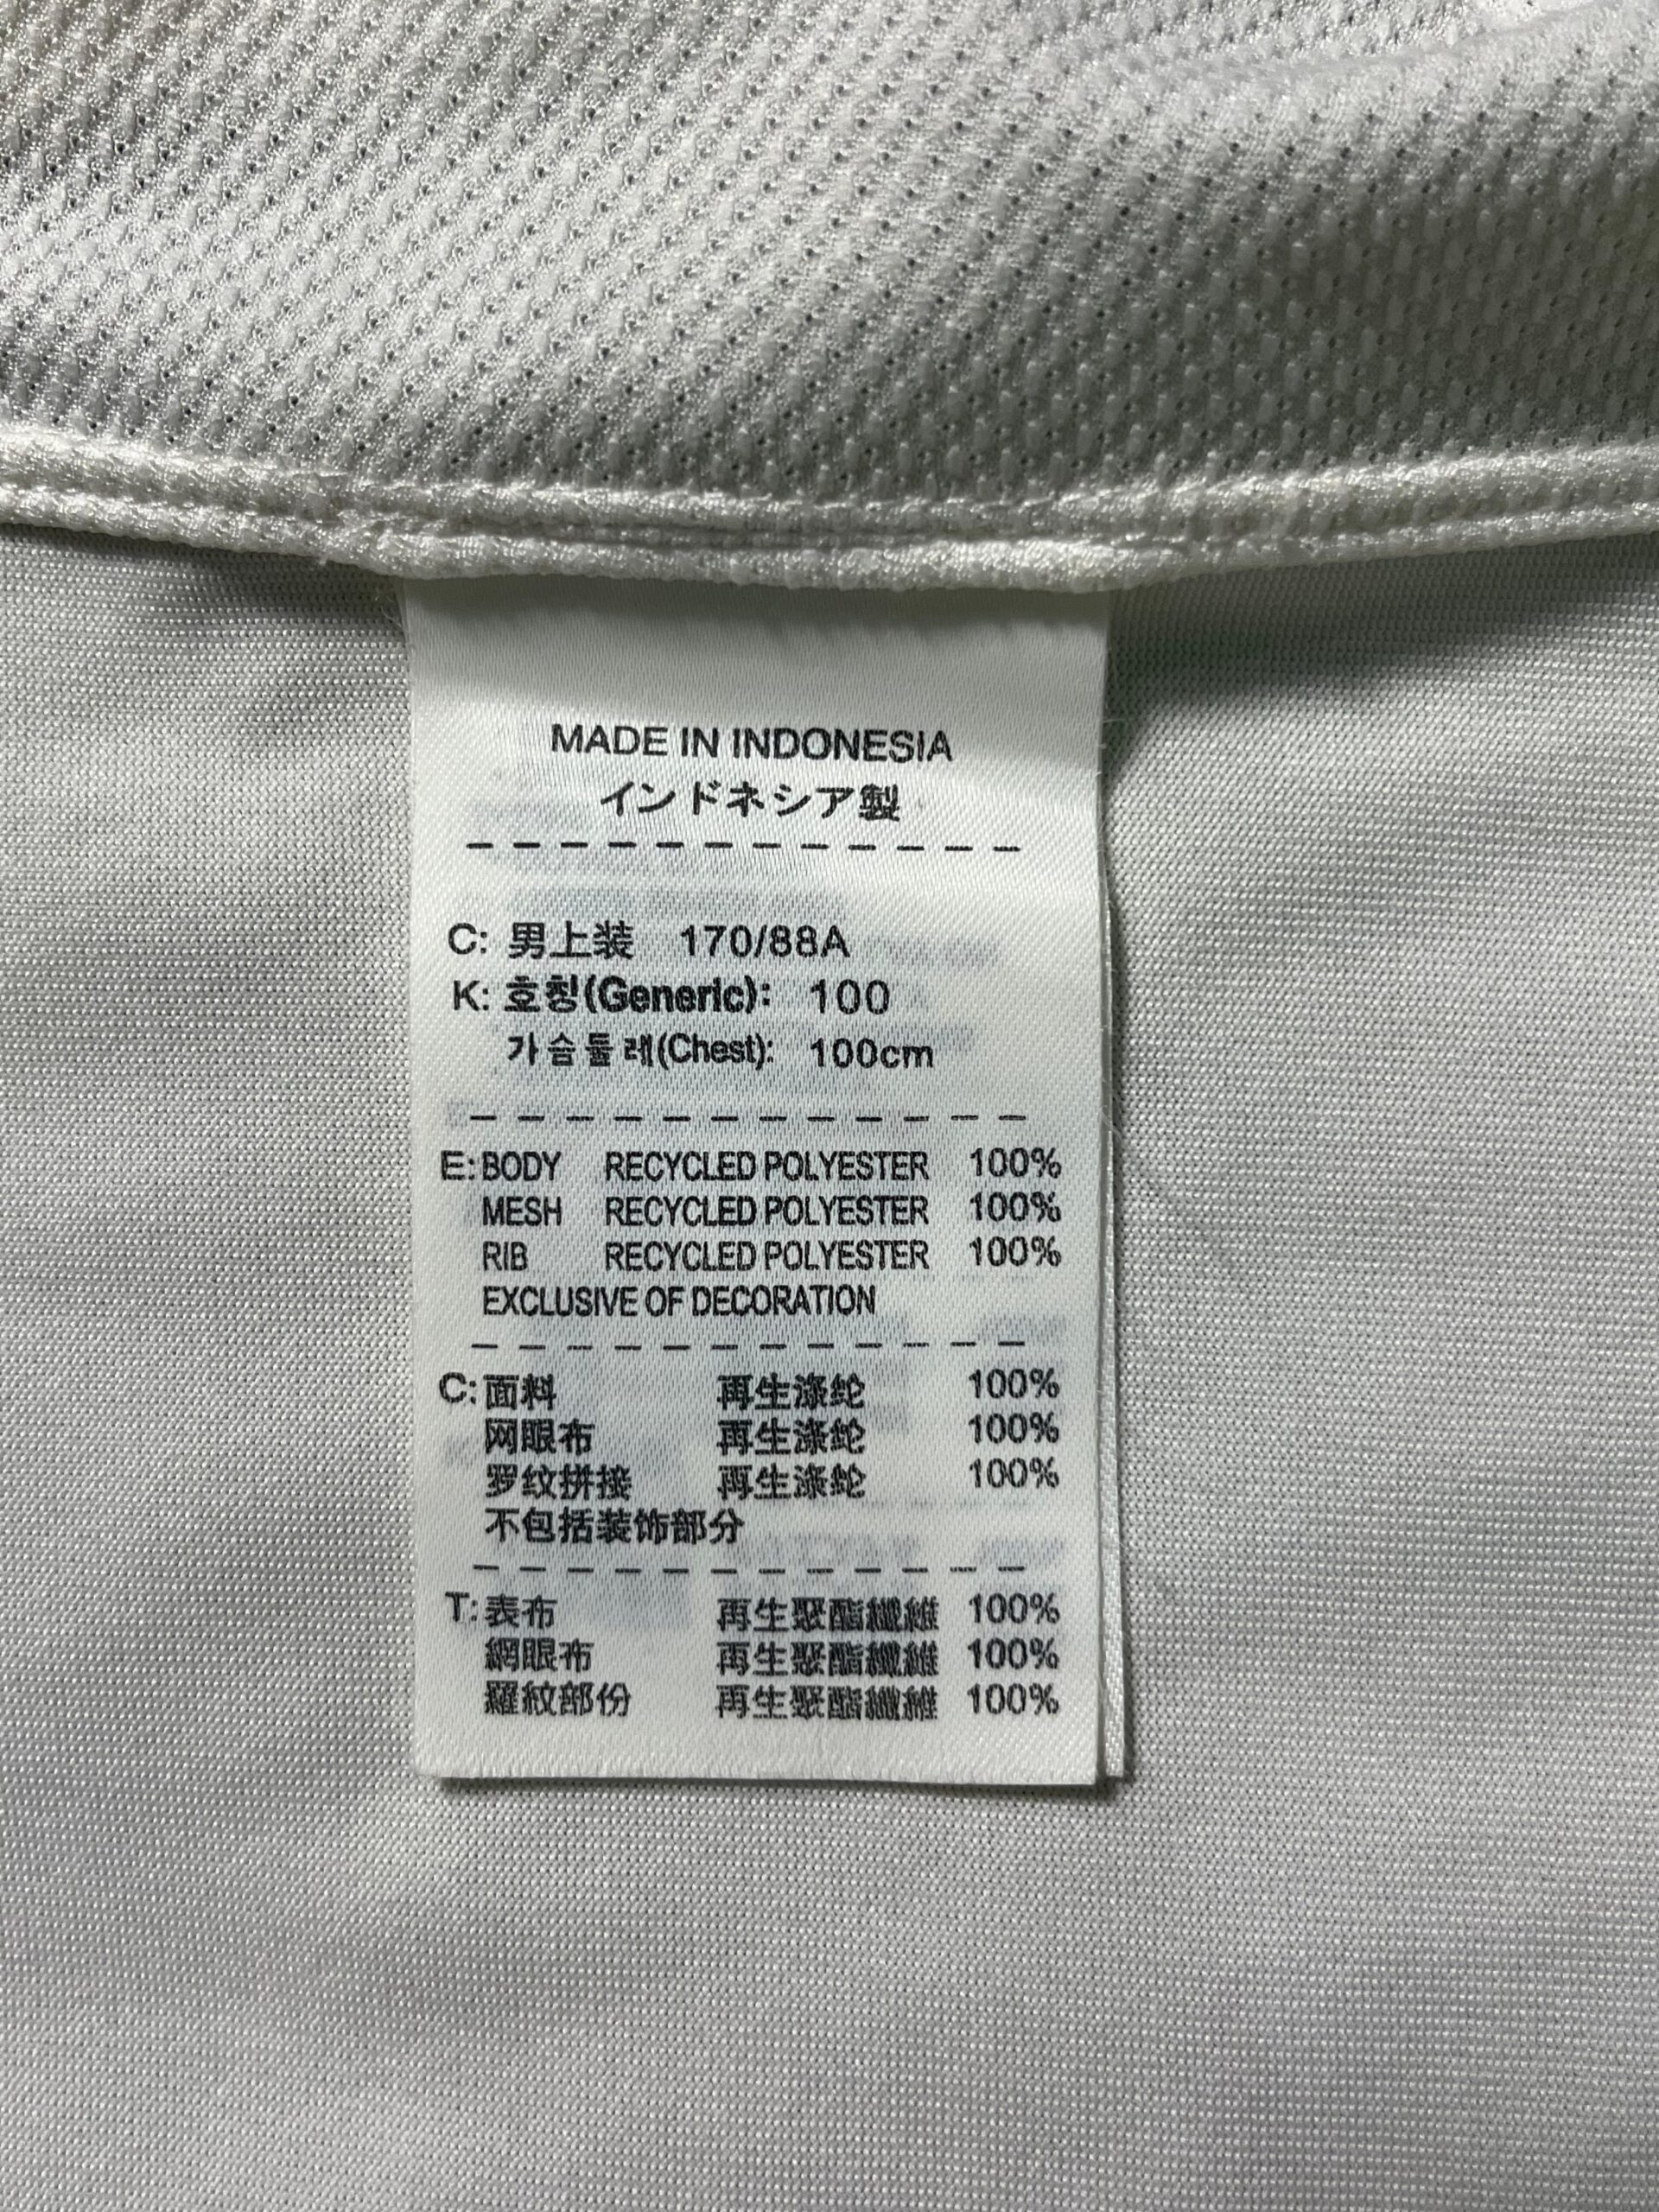 MADE IN INDONESIA
インドネシア製
C: 男上装 170/88A
K: 호칭(Generic): 100
가슴둘레(Chest): 100cm
E: BODY RECYCLED POLYESTER 100%
MESH RECYCLED POLYESTER 100%
RIB RECYCLED POLYESTER 100%
EXCLUSIVE OF DECORATION
C: 面料 再生涤纶 100%
网眼布 再生涤纶 100%
罗纹拼接 再生涤纶 100%
不包括装饰部分
T: 表布 再生聚酯纖維 100%
網眼布 再生聚酯纖維 100%
羅紋部份 再生聚酯纖維 100%